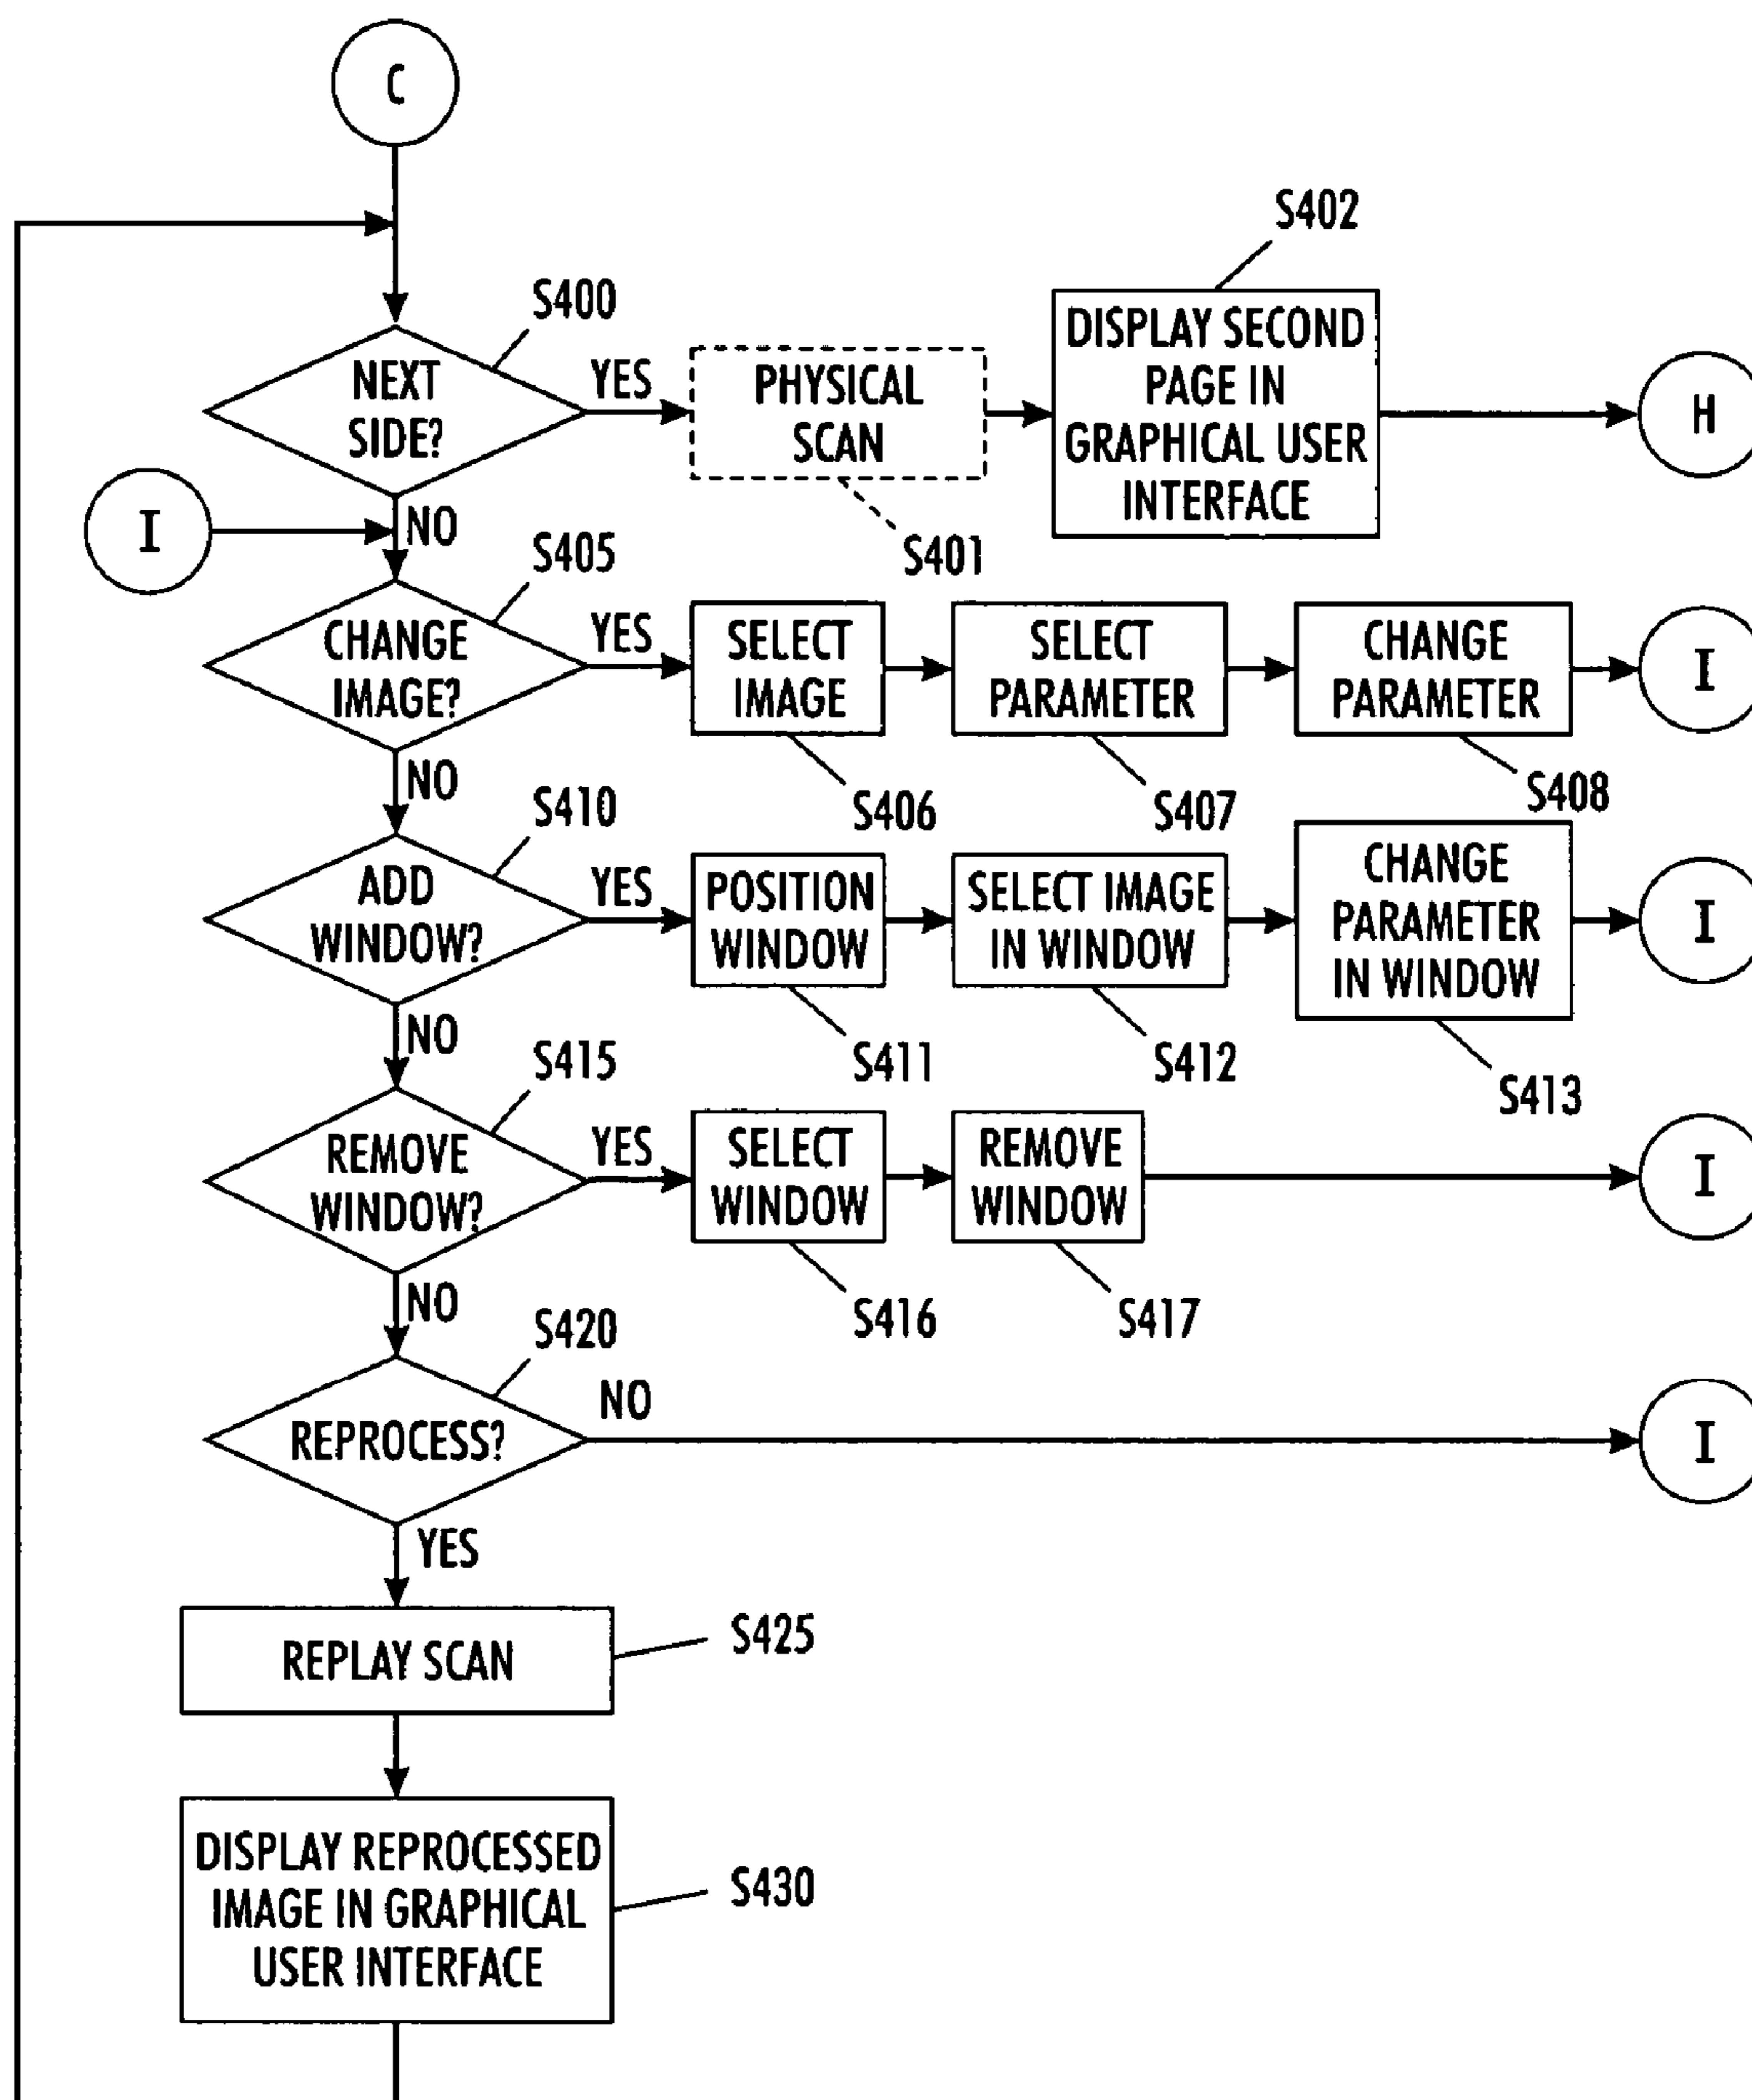 C
S400
NEXT
SIDE?
YES
NO
PHYSICAL
SCAN
S401
S402
DISPLAY SECOND
PAGE IN
GRAPHICAL USER
INTERFACE
H
I
S405
CHANGE
IMAGE?
YES
NO
SELECT
IMAGE
S406
SELECT
PARAMETER
S407
CHANGE
PARAMETER
S408
I
S410
ADD
WINDOW?
YES
NO
POSITION
WINDOW
S411
SELECT IMAGE
IN WINDOW
S412
CHANGE
PARAMETER
IN WINDOW
S413
I
S415
REMOVE
WINDOW?
YES
NO
SELECT
WINDOW
S416
REMOVE
WINDOW
S417
I
S420
REPROCESS?
NO
I
YES
REPLAY SCAN
S425
DISPLAY REPROCESSED
IMAGE IN GRAPHICAL
USER INTERFACE
S430